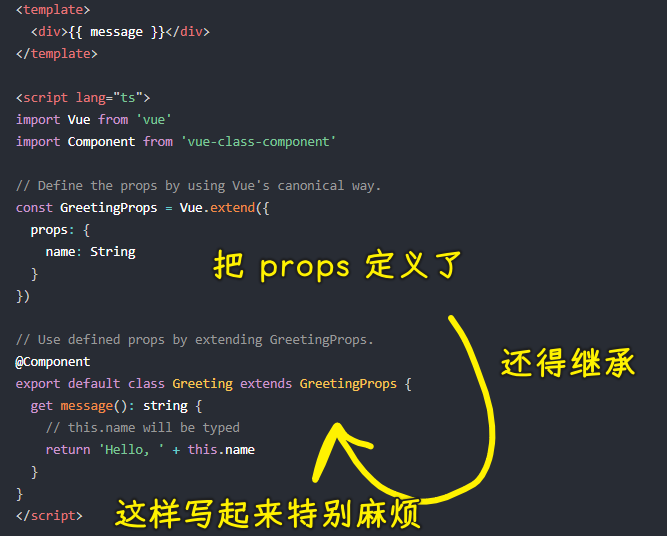 <template>
  <div>{{ message }}</div>
</template>
<script lang="ts">
import Vue from 'vue'
import Component from 'vue-class-component'
// Define the props by using Vue's canonical way.
const GreetingProps = Vue.extend({
  props: {
    name: String
  }
})
把 props 定义了
// Use defined props by extending GreetingProps.
@Component
export default class Greeting extends GreetingProps {
还得继承
  get message(): string {
    // this.name will be typed
    return 'Hello, ' + this.name
  }
}
</script>
这样写起来特别麻烦